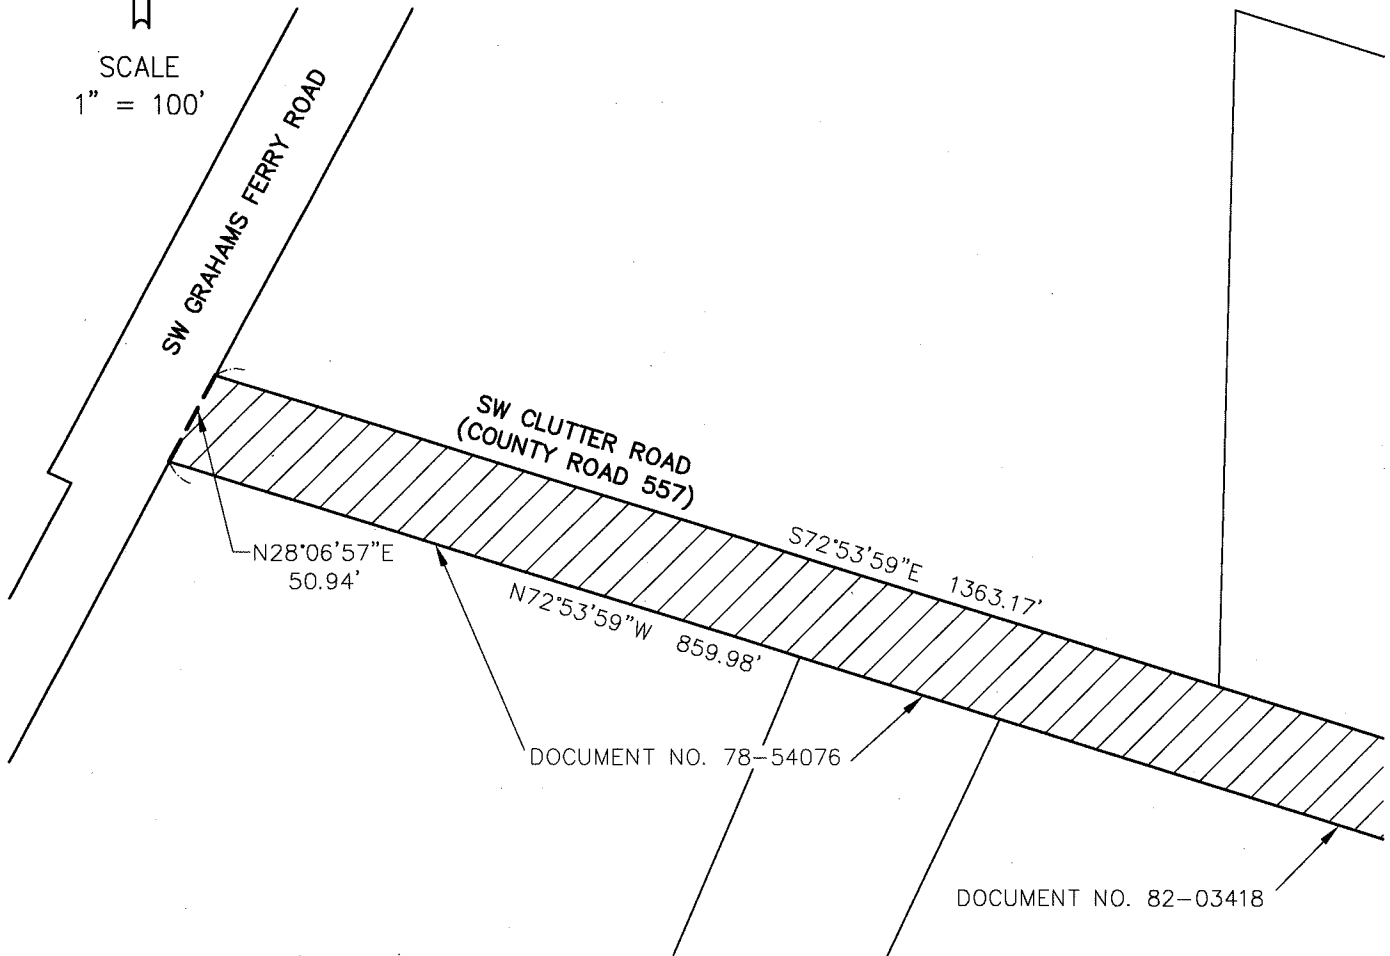 SCALE
1" = 100'
SW GRAHAMS FERRY ROAD
SW CLUTTER ROAD
(COUNTY ROAD 557)
S72°53'59"E 1363.17'
N28°06'57"E
50.94'
N72°53'59"W 859.98'
DOCUMENT NO. 78-54076
DOCUMENT NO. 82-03418